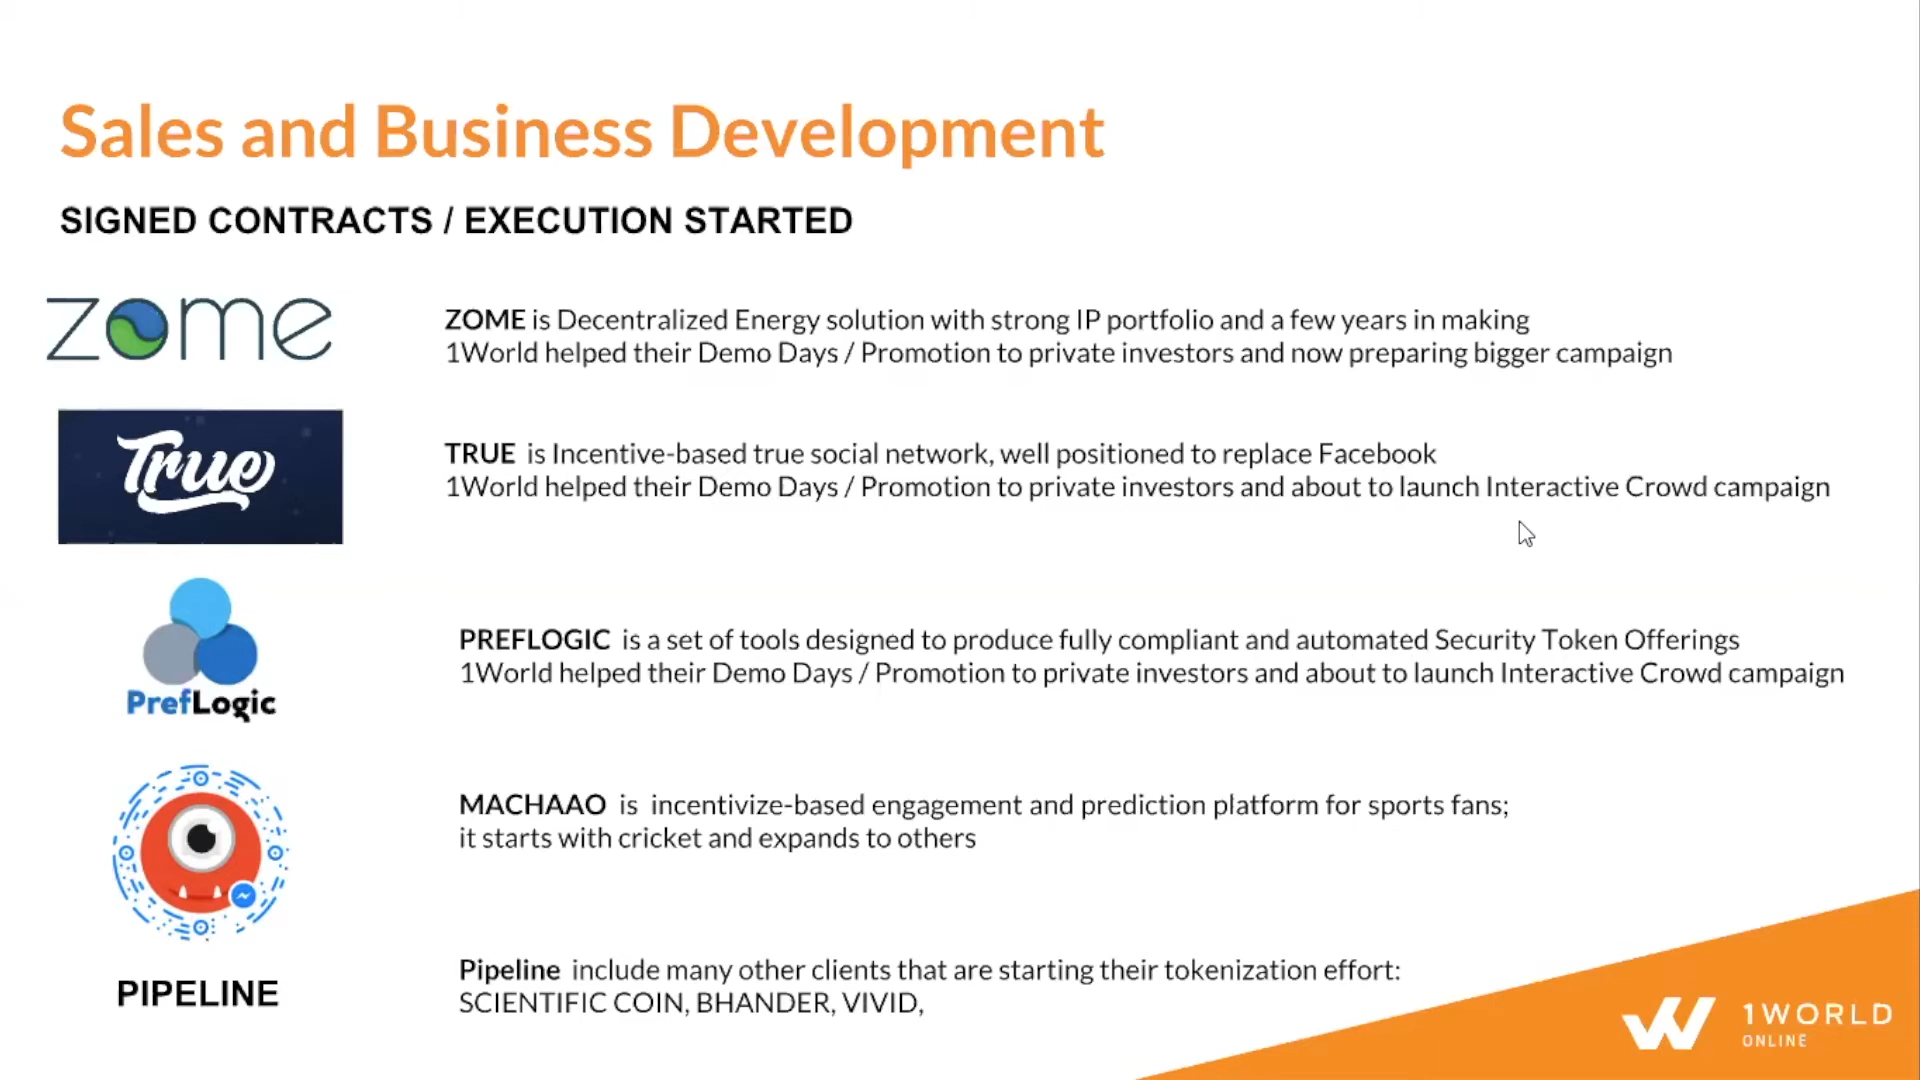 Sales and Business Development
SIGNED CONTRACTS / EXECUTION STARTED
zome
ZOME is Decentralized Energy solution with strong IP portfolio and a few years in making
1World helped their Demo Days / Promotion to private investors and now preparing bigger campaign
True
TRUE is Incentive-based true social network, well positioned to replace Facebook
1World helped their Demo Days / Promotion to private investors and about to launch Interactive Crowd campaign
PrefLogic
PREFLOGIC is a set of tools designed to produce fully compliant and automated Security Token Offerings
1World helped their Demo Days / Promotion to private investors and about to launch Interactive Crowd campaign
MACHAAO is incentivize-based engagement and prediction platform for sports fans;
it starts with cricket and expands to others
PIPELINE
Pipeline include many other clients that are starting their tokenization effort:
SCIENTIFIC COIN, BHANDER, VIVID,
1WORLD
ONLINE